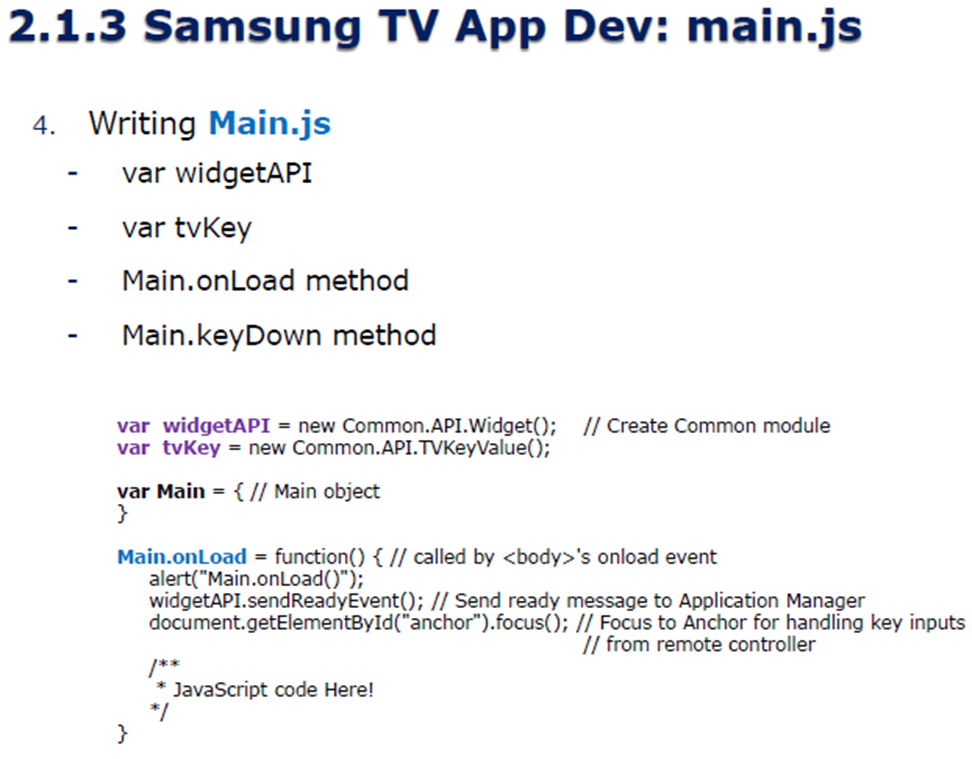 2.1.3 Samsung TV App Dev: main.js
4. Writing Main.js
- var widgetAPI
- var tvKey
- Main.onLoad method
- Main.keyDown method
var widgetAPI = new Common.API.Widget(); // Create Common module
var tvKey = new Common.API.TVKeyValue();
var Main = { // Main object
}
Main.onLoad = function() { // called by <body>'s onload event
alert("Main.onLoad()");
widgetAPI.sendReadyEvent(); // Send ready message to Application Manager
document.getElementById("anchor").focus(); // Focus to Anchor for handling key inputs
// from remote controller
/**
* JavaScript code Here!
*/
}